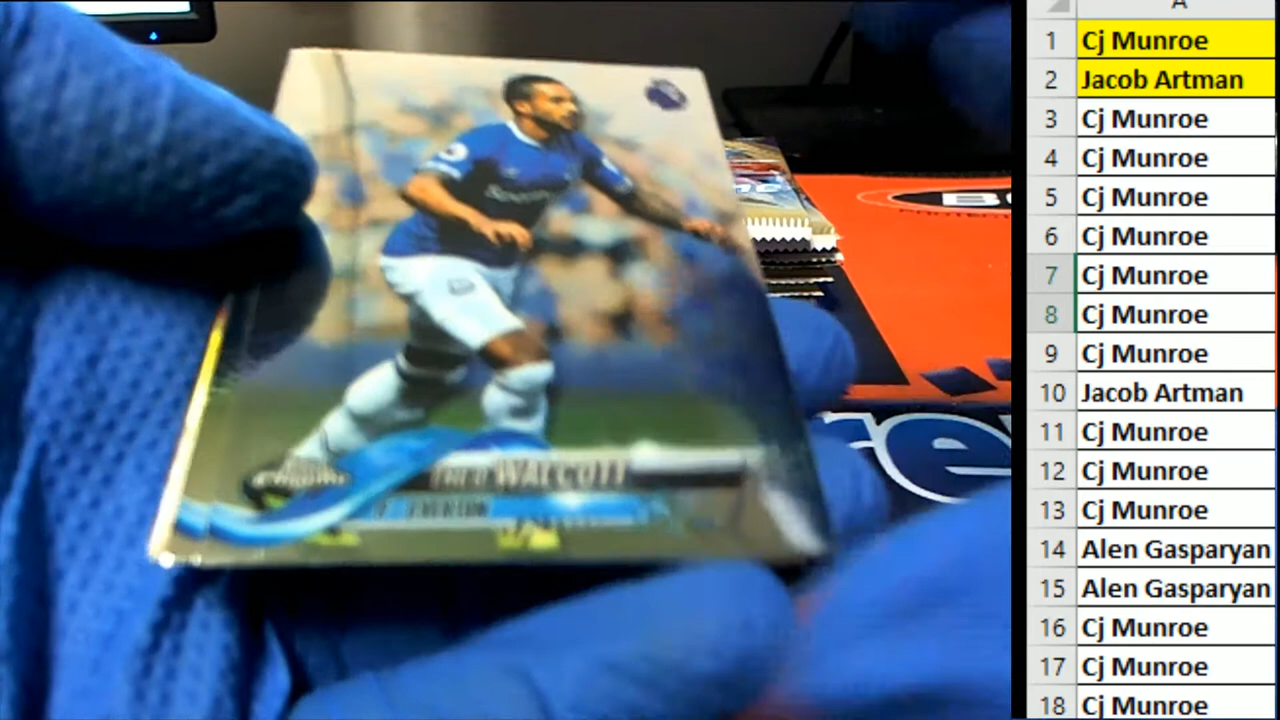 THEO WALCOTT
F EVERTON
A
1 Cj Munroe
2 Jacob Artman
3 Cj Munroe
4 Cj Munroe
5 Cj Munroe
6 Cj Munroe
7 Cj Munroe
8 Cj Munroe
9 Cj Munroe
10 Jacob Artman
11 Cj Munroe
12 Cj Munroe
13 Cj Munroe
14 Alen Gasparyan
15 Alen Gasparyan
16 Cj Munroe
17 Cj Munroe
18 Cj Munroe